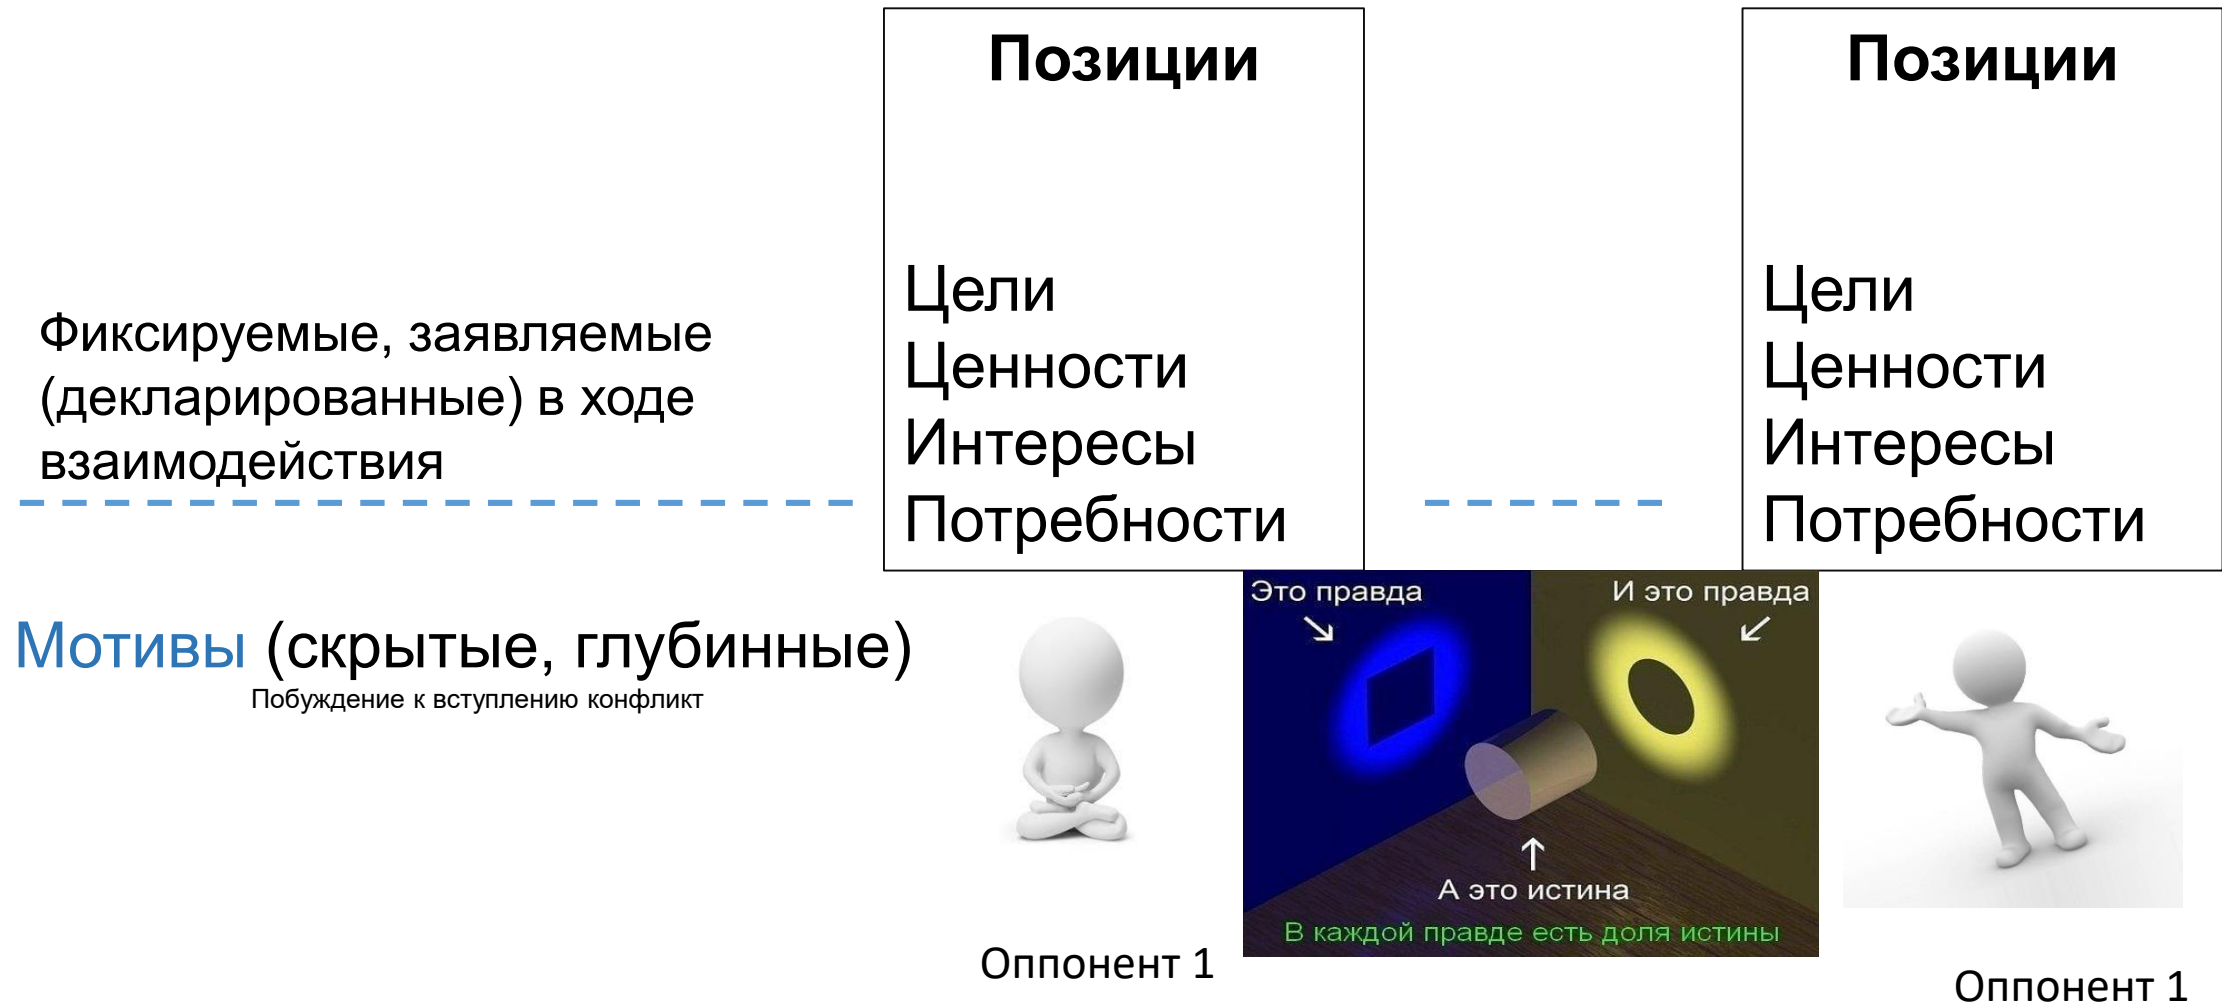 Позиции
Цели
Ценности
Интересы
Потребности
Позиции
Цели
Ценности
Интересы
Потребности
Фиксируемые, заявляемые
(декларированные) в ходе
взаимодействия
Мотивы (скрытые, глубинные)
Побуждение к вступлению конфликт
Это правда
И это правда
А это истина
В каждой правде есть доля истины
Оппонент 1
Оппонент 1